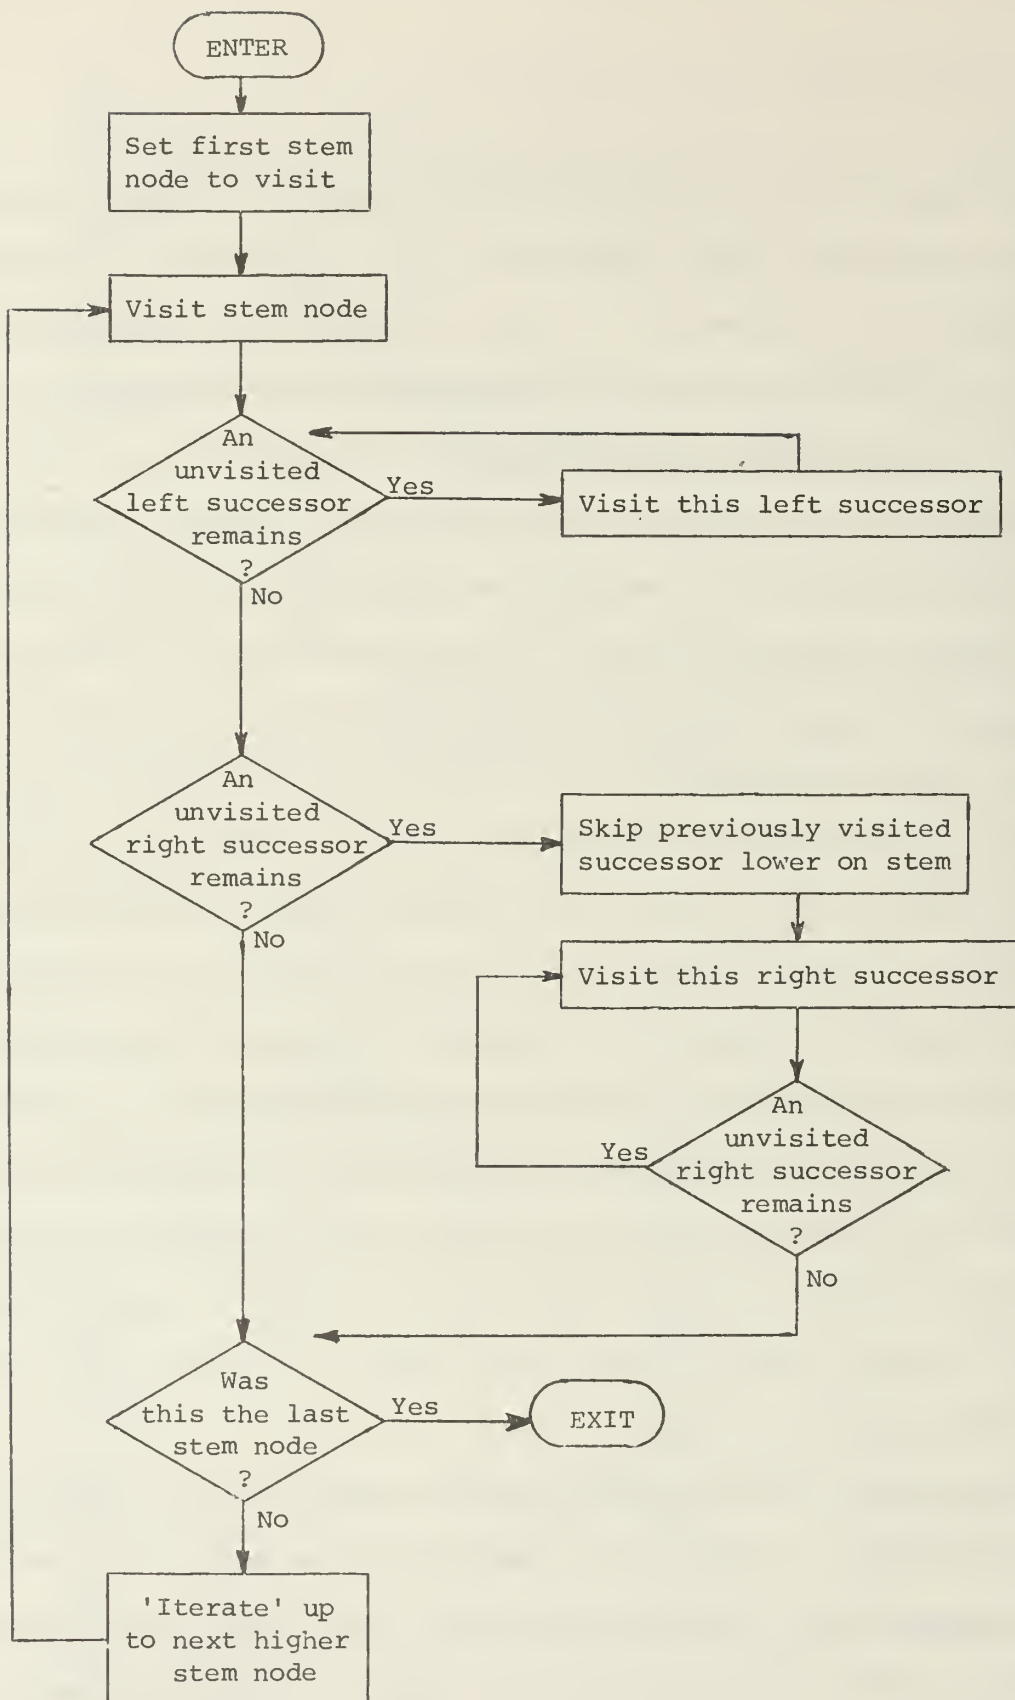 ENTER
Set first stem
node to visit
Visit stem node
An
unvisited
left successor
remains
?
Yes
Visit this left successor
No
An
unvisited
right successor
remains
?
Yes
Skip previously visited
successor lower on stem
No
Visit this right successor
An
unvisited
right successor
remains
?
Yes
No
Was
this the last
stem node
?
Yes
EXIT
No
'Iterate' up
to next higher
stem node